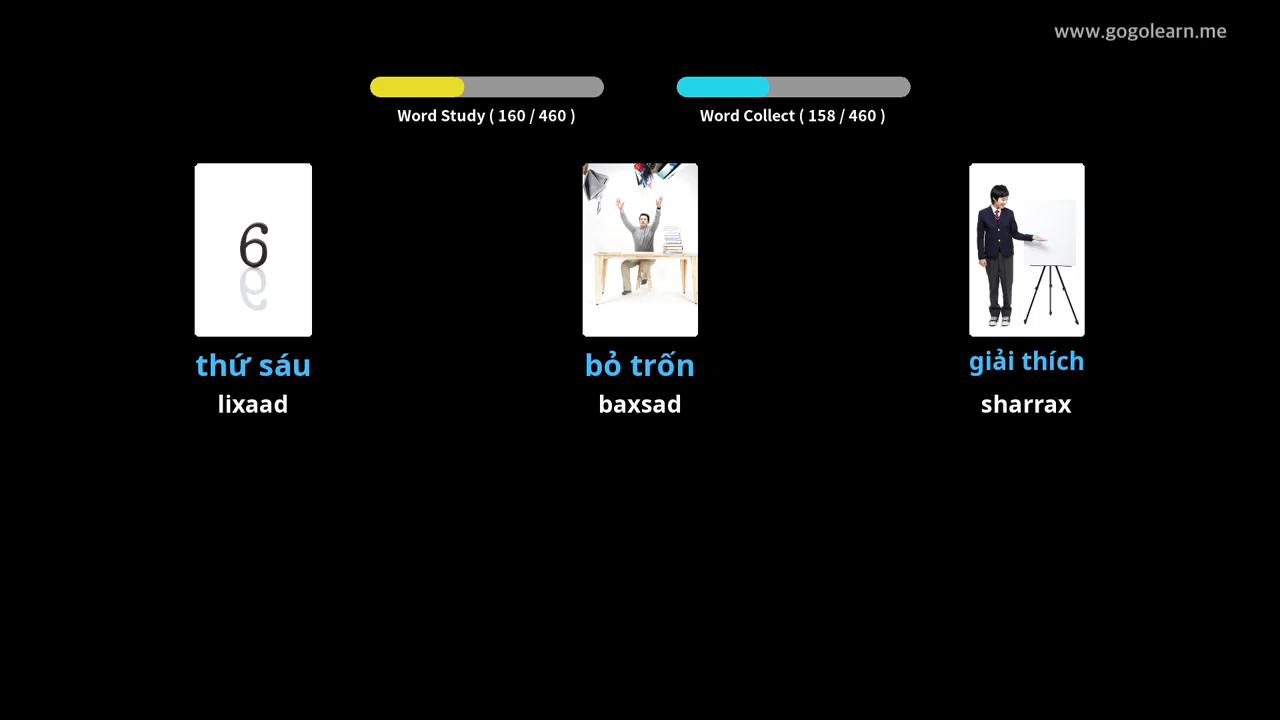 www.gogolearn.me
Word Study ( 160 / 460 )
Word Collect ( 158 / 460 )
6
thứ sáu
bỏ trốn
giải thích
lixaad
baxsad
sharrax